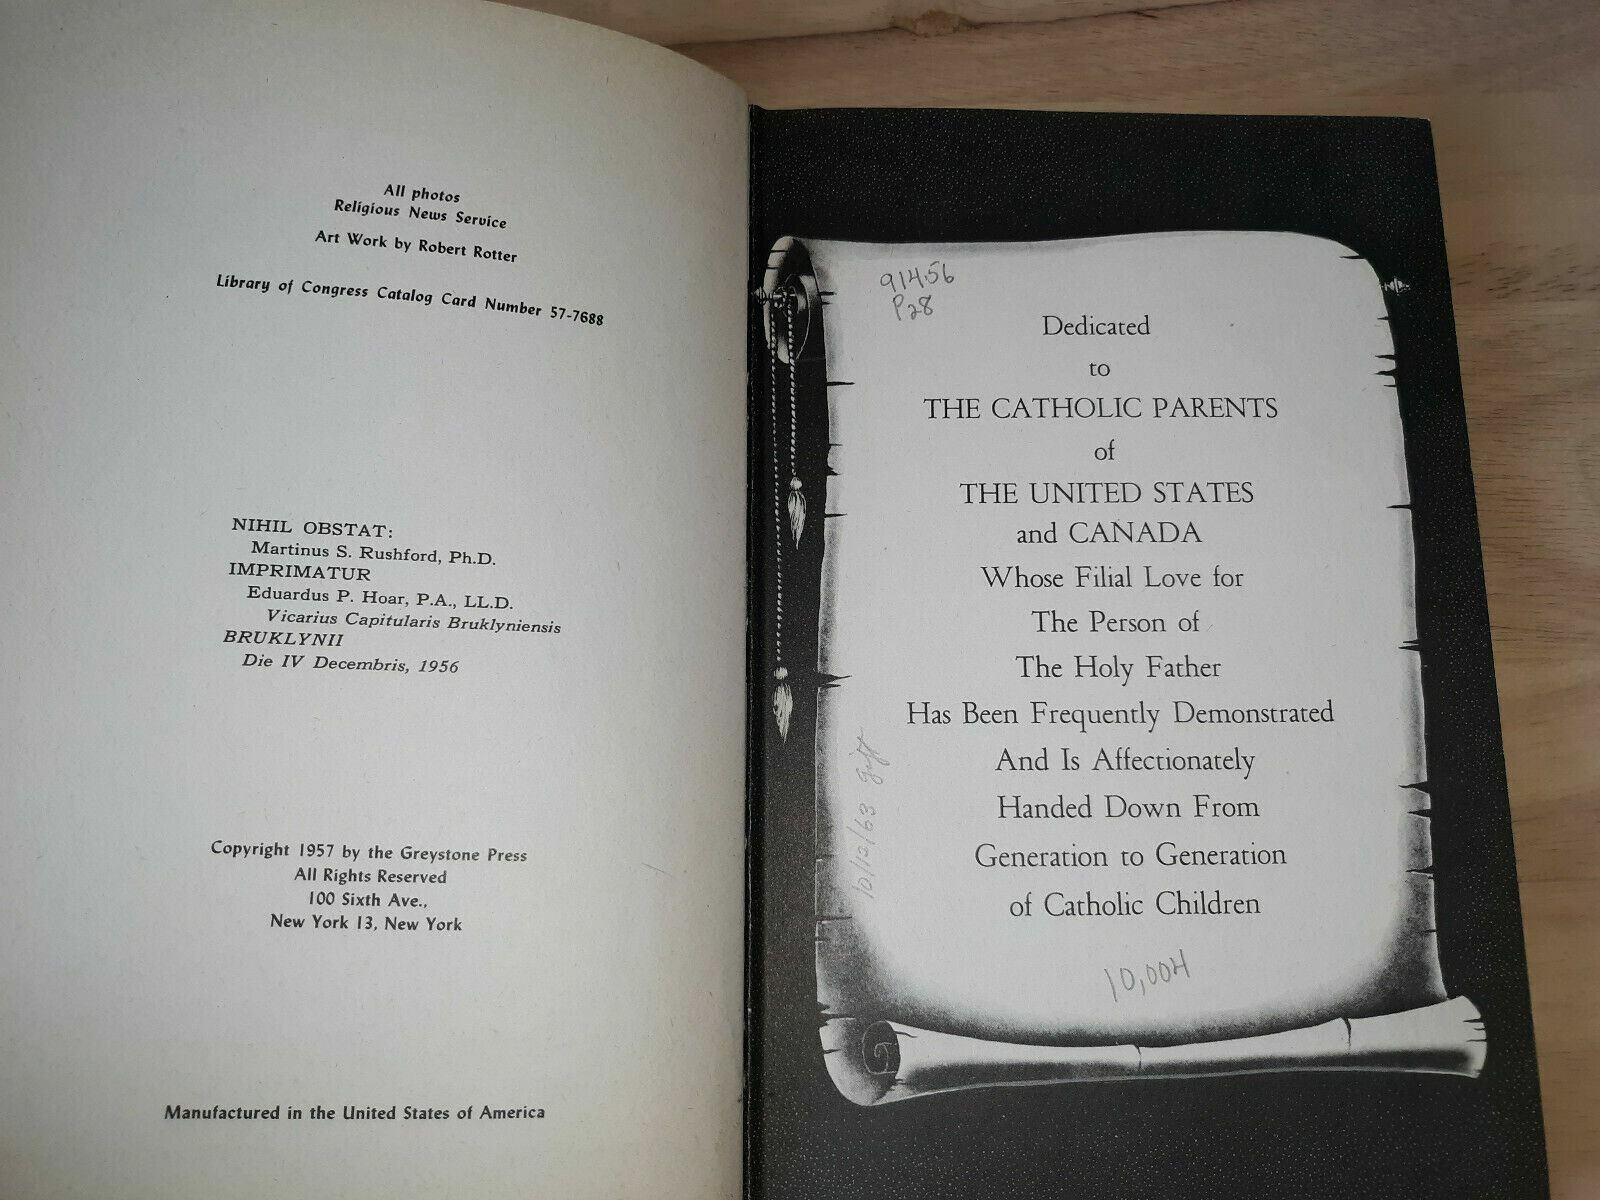 All photos
Religious News Service
Art Work by Robert Rotter
Library of Congress Catalog Card Number 57-7688
NIHIL OBSTAT:
Martinus S. Rushford, Ph.D.
IMPRIMATUR
Eduardus P. Hoar, P.A., LL.D.
Vicarius Capitularis Bruklyniensis
BRUKLYNII
Die IV Decembris, 1956
Copyright 1957 by the Greystone Press
All Rights Reserved
100 Sixth Ave.,
New York 13, New York
Manufactured in the United States of America
914.56
P28
Dedicated
to
THE CATHOLIC PARENTS
of
THE UNITED STATES
and CANADA
Whose Filial Love for
The Person of
The Holy Father
Has Been Frequently Demonstrated
And Is Affectionately
Handed Down From
Generation to Generation
of Catholic Children
10/12/63 gift
10,004